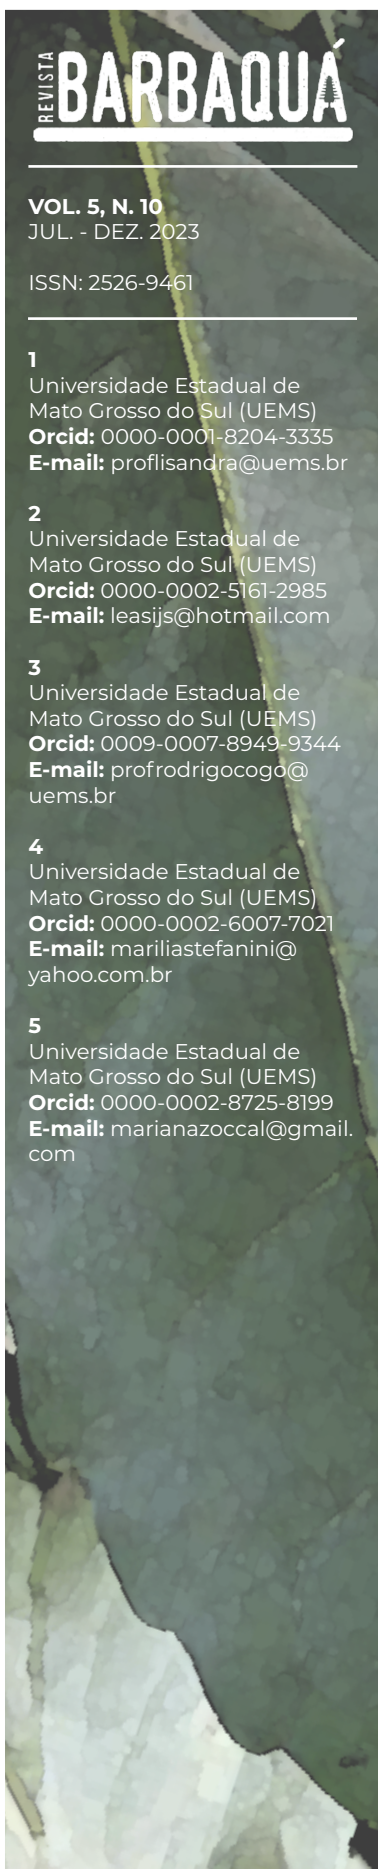 REVISTA
BARBAQUÁ
VOL. 5, N. 10
JUL. - DEZ. 2023
ISSN: 2526-9461
1
Universidade Estadual de
Mato Grosso do Sul (UEMS)
Orcid: 0000-0001-8204-3335
E-mail: proflisandra@uems.br
2
Universidade Estadual de
Mato Grosso do Sul (UEMS)
Orcid: 0000-0002-5161-2985
E-mail: leasijs@hotmail.com
3
Universidade Estadual de
Mato Grosso do Sul (UEMS)
Orcid: 0009-0007-8949-9344
E-mail: profrodrigocogo@
uems.br
4
Universidade Estadual de
Mato Grosso do Sul (UEMS)
Orcid: 0000-0002-6007-7021
E-mail: mariliastefanini@
yahoo.com.br
5
Universidade Estadual de
Mato Grosso do Sul (UEMS)
Orcid: 0000-0002-8725-8199
E-mail: marianazoccal@gmail.
com